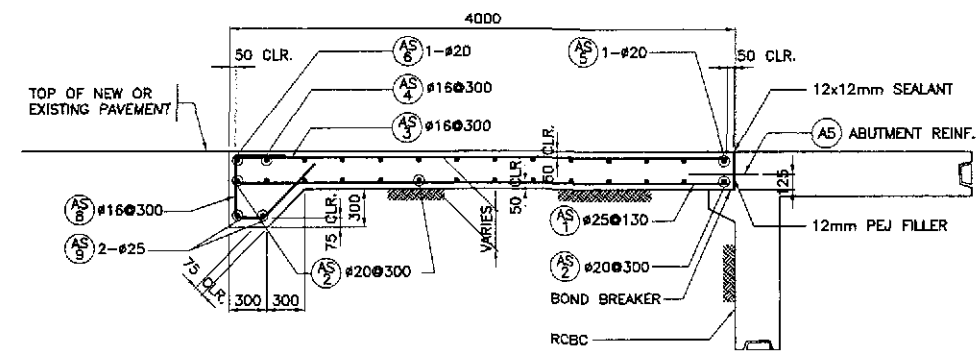 4000
50 CLR.
AS 6 1-ø20
AS 5 1-ø20
50 CLR.
TOP OF NEW OR
EXISTING PAVEMENT
AS 4 ø16@300
AS 3 ø16@300
12x12mm SEALANT
A5 ABUTMENT REINF.
50 CLR.
50 CLR.
125
AS 8 ø16@300
300
75 CLR.
VARIES
AS 1 ø25@130
12mm PEJ FILLER
AS 9 2-ø25
AS 2 ø20@300
AS 2 ø20@300
75 CLR.
300 300
BOND BREAKER
RCBC